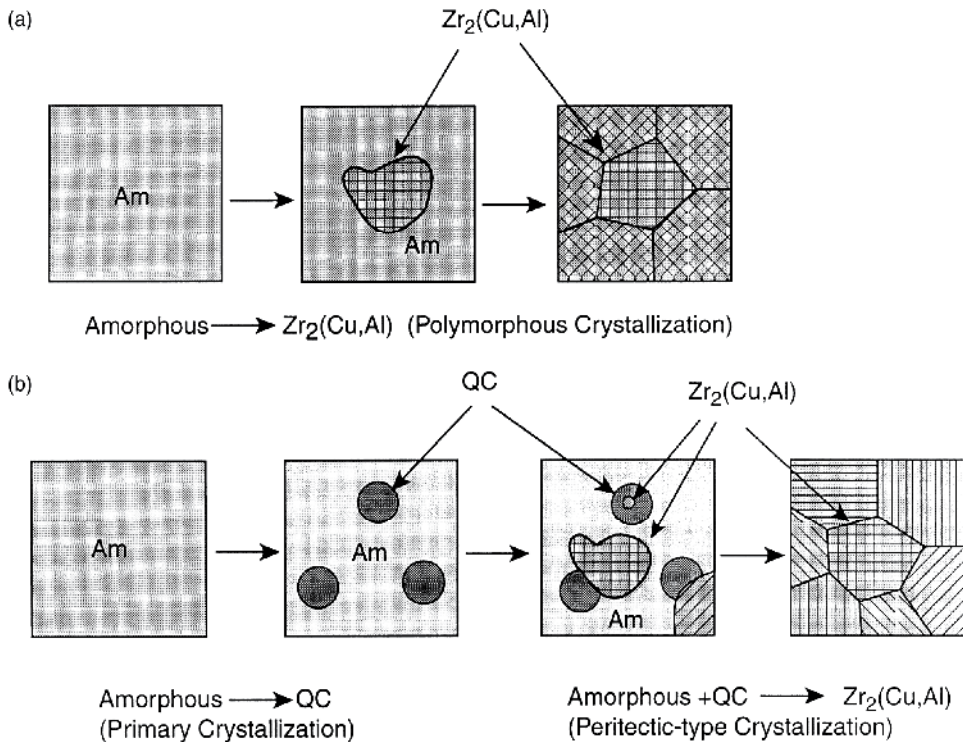 (a)
Zr₂(Cu,Al)
Am
Am
Amorphous → Zr₂(Cu,Al) (Polymorphous Crystallization)
(b)
QC
Zr₂(Cu,Al)
Am
Am
Am
Amorphous → QC
(Primary Crystallization)
Amorphous +QC → Zr₂(Cu,Al)
(Peritectic-type Crystallization)